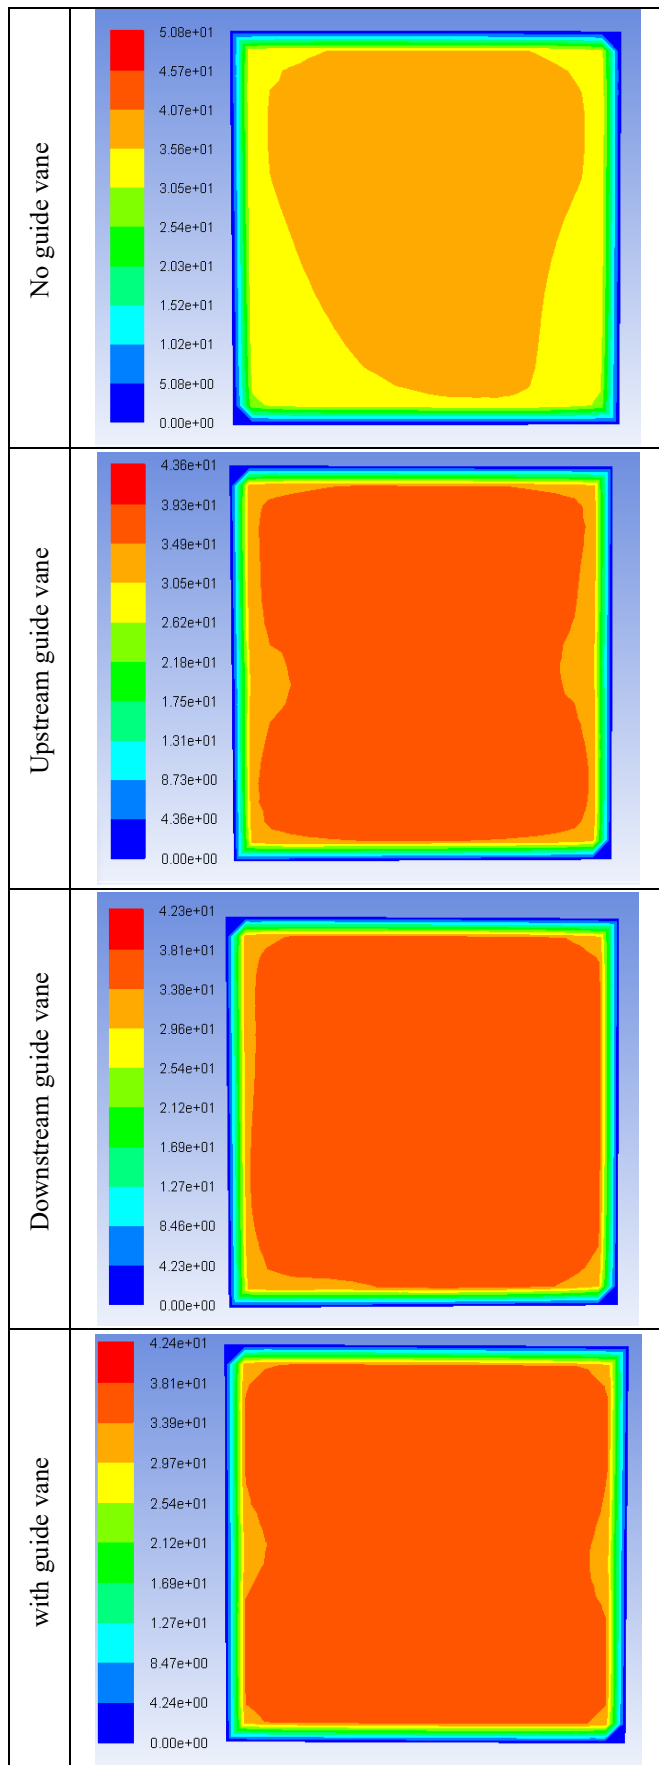 No guide vane
5.08e+01
4.57e+01
4.07e+01
3.56e+01
3.05e+01
2.54e+01
2.03e+01
1.52e+01
1.02e+01
5.08e+00
0.00e+00
Upstream guide vane
4.36e+01
3.93e+01
3.49e+01
3.05e+01
2.62e+01
2.18e+01
1.75e+01
1.31e+01
8.73e+00
4.36e+00
0.00e+00
Downstream guide vane
4.23e+01
3.81e+01
3.38e+01
2.96e+01
2.54e+01
2.12e+01
1.69e+01
1.27e+01
8.46e+00
4.23e+00
0.00e+00
with guide vane
4.24e+01
3.81e+01
3.39e+01
2.97e+01
2.54e+01
2.12e+01
1.69e+01
1.27e+01
8.47e+00
4.24e+00
0.00e+00